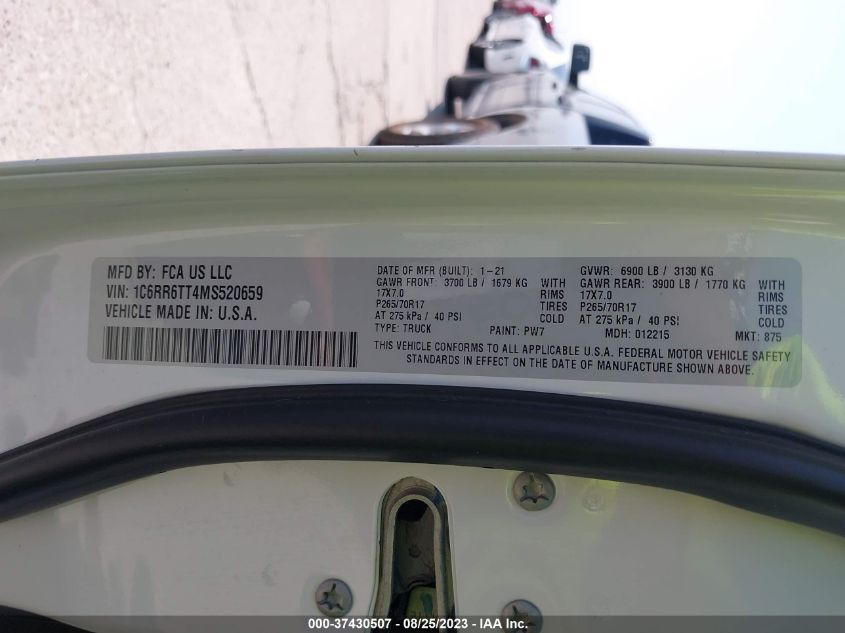 MFD BY: FCA US LLC
VIN: 1C6RR6TT4MS520659
VEHICLE MADE IN: U.S.A.
DATE OF MFR (BUILT): 1-21
GAWR FRONT: 3700 LB / 1679 KG WITH
17X7.0 RIMS
P265/70R17 TIRES
AT 275 kPa / 40 PSI COLD
TYPE: TRUCK PAINT: PW7
GVWR: 6900 LB / 3130 KG
GAWR REAR: 3900 LB / 1770 KG WITH
17X7.0 RIMS
P265/70R17 TIRES
AT 275 kPa / 40 PSI COLD
MDH: 012215 MKT: 875
THIS VEHICLE CONFORMS TO ALL APPLICABLE U.S.A. FEDERAL MOTOR VEHICLE SAFETY
STANDARDS IN EFFECT ON THE DATE OF MANUFACTURE SHOWN ABOVE.
000-37430507 - 08/25/2023 - IAA Inc.